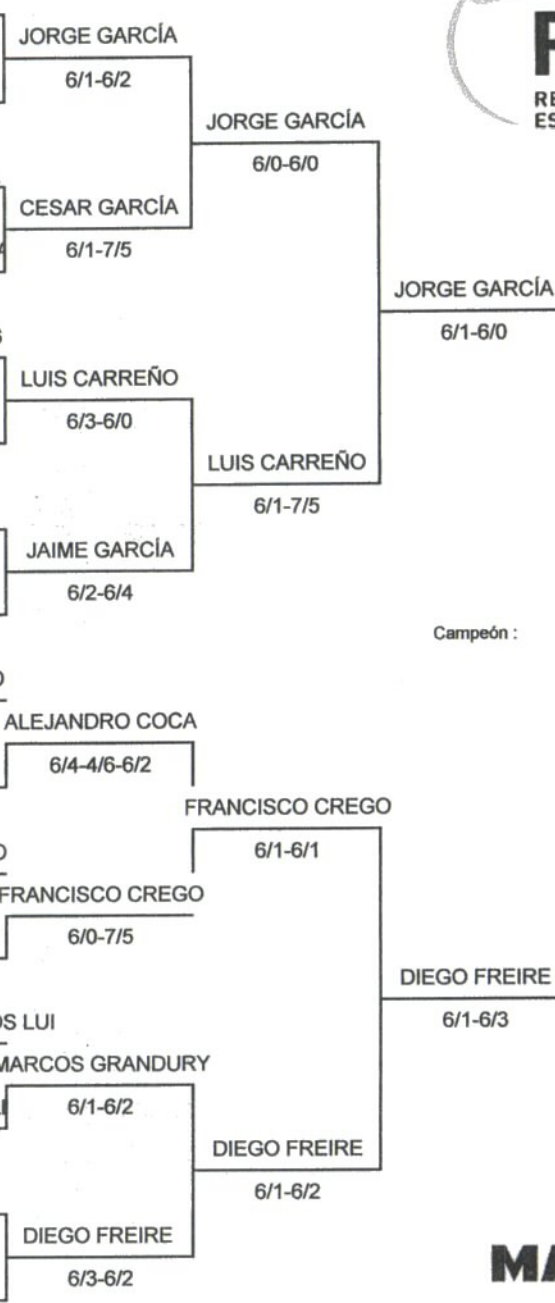 JORGE GARCÍA
6/1-6/2
JORGE GARCÍA
6/0-6/0
CESAR GARCÍA
6/1-7/5
JORGE GARCÍA
6/1-6/0
LUIS CARREÑO
6/3-6/0
LUIS CARREÑO
6/1-7/5
JAIME GARCÍA
6/2-6/4
Campeón :
ALEJANDRO COCA
6/4-4/6-6/2
FRANCISCO CREGO
6/1-6/1
FRANCISCO CREGO
6/0-7/5
DIEGO FREIRE
6/1-6/3
OS LUI
MARCOS GRANDURY
6/1-6/2
DIEGO FREIRE
6/1-6/2
DIEGO FREIRE
6/3-6/2